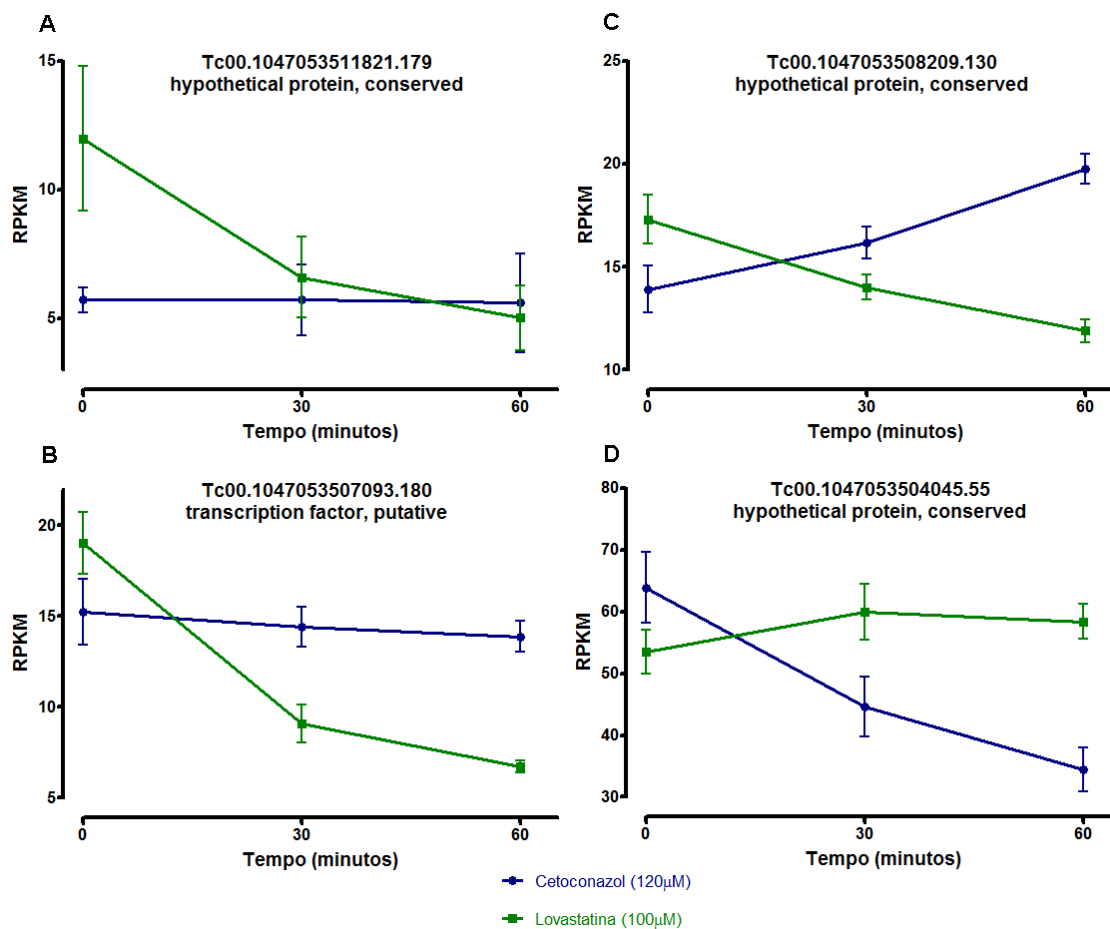 A
Tc00.1047053511821.179
hypothetical protein, conserved
15
10
5
RPKM
0
30
60
Tempo (minutos)
C
Tc00.1047053508209.130
hypothetical protein, conserved
25
20
15
10
RPKM
0
30
60
Tempo (minutos)
B
Tc00.1047053507093.180
transcription factor, putative
20
15
10
5
RPKM
0
30
60
Tempo (minutos)
D
Tc00.1047053504045.55
hypothetical protein, conserved
80
70
60
50
40
30
RPKM
0
30
60
Tempo (minutos)
Cetoconazol (120µM)
Lovastatina (100µM)